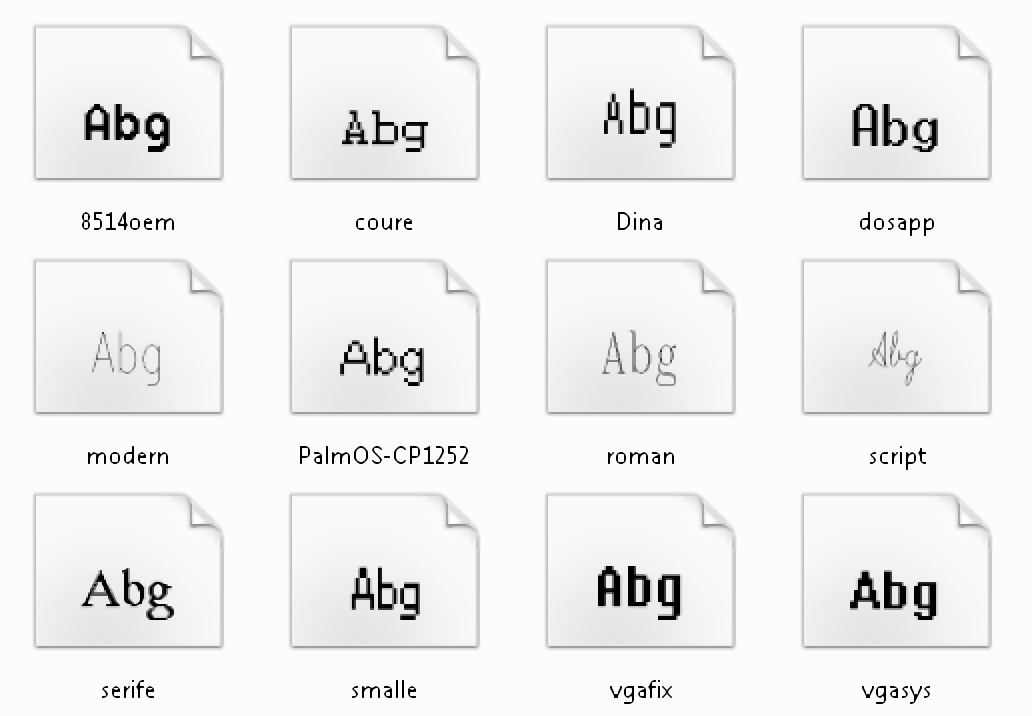 Abg Abg Abg Abg
8514oem coure Dina dosapp
Abg Abg Abg Abg
modern PalmOS-CP1252 roman script
Abg Abg Abg Abg
serife smalle vgafix vgasys